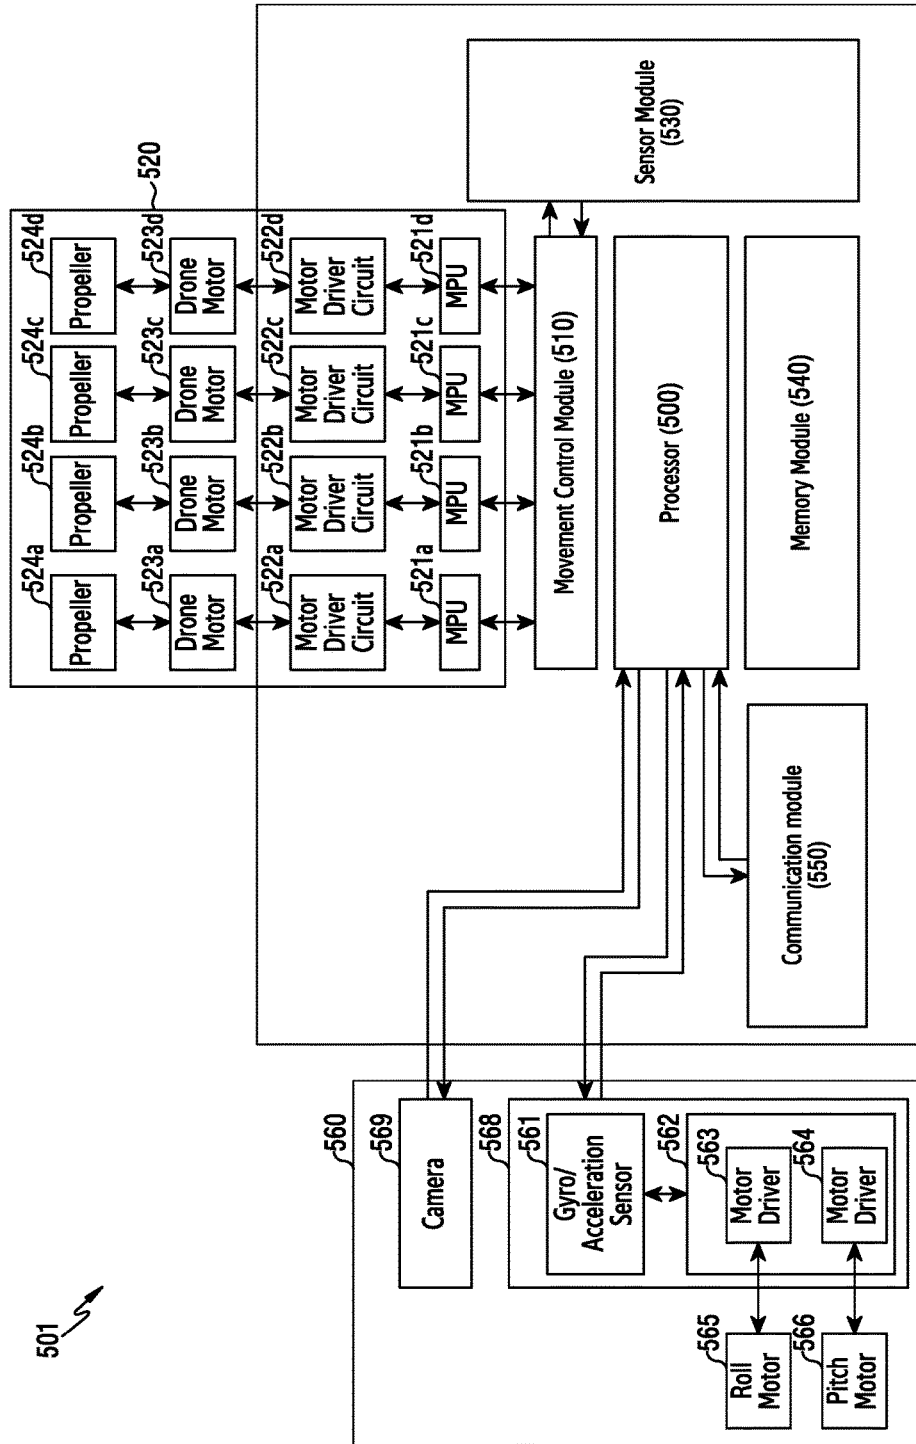 501
560
Camera
569
568
Gyro/
Acceleration
Sensor
561
562
Motor
Driver
563
Motor
Driver
564
Roll
Motor
565
Pitch
Motor
566
520
Propeller
524a
Propeller
524b
Propeller
524c
Propeller
524d
Drone
Motor
523a
Drone
Motor
523b
Drone
Motor
523c
Drone
Motor
523d
Motor
Driver
Circuit
522a
Motor
Driver
Circuit
522b
Motor
Driver
Circuit
522c
Motor
Driver
Circuit
522d
MPU
521a
MPU
521b
MPU
521c
MPU
521d
Movement Control Module (510)
Sensor Module
(530)
Processor (500)
Memory Module (540)
Communication module
(550)